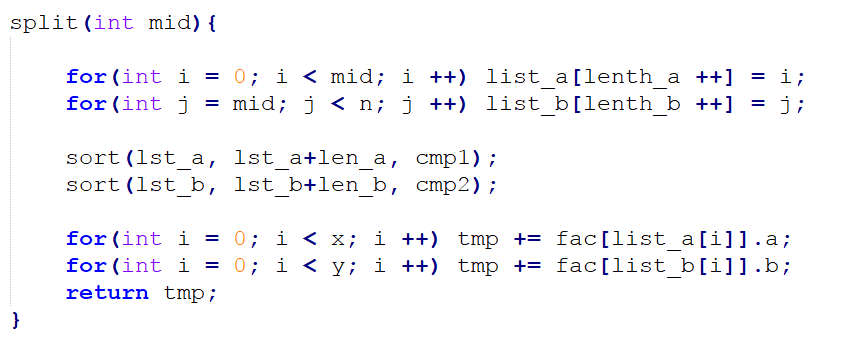 split(int mid){
for(int i = 0; i < mid; i ++) list_a[lenth_a ++] = i;
for(int j = mid; j < n; j ++) list_b[lenth_b ++] = j;
sort(lst_a, lst_a+len_a, cmp1);
sort(lst_b, lst_b+len_b, cmp2);
for(int i = 0; i < x; i ++) tmp += fac[list_a[i]].a;
for(int i = 0; i < y; i ++) tmp += fac[list_b[i]].b;
return tmp;
}